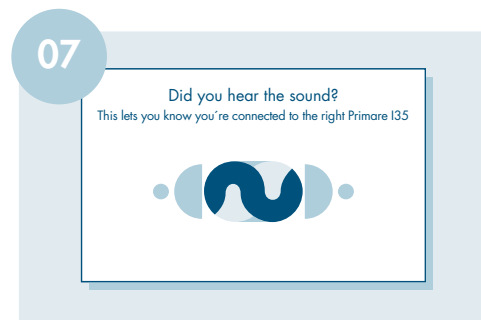 07
Did you hear the sound?
This lets you know you´re connected to the right Primare I35